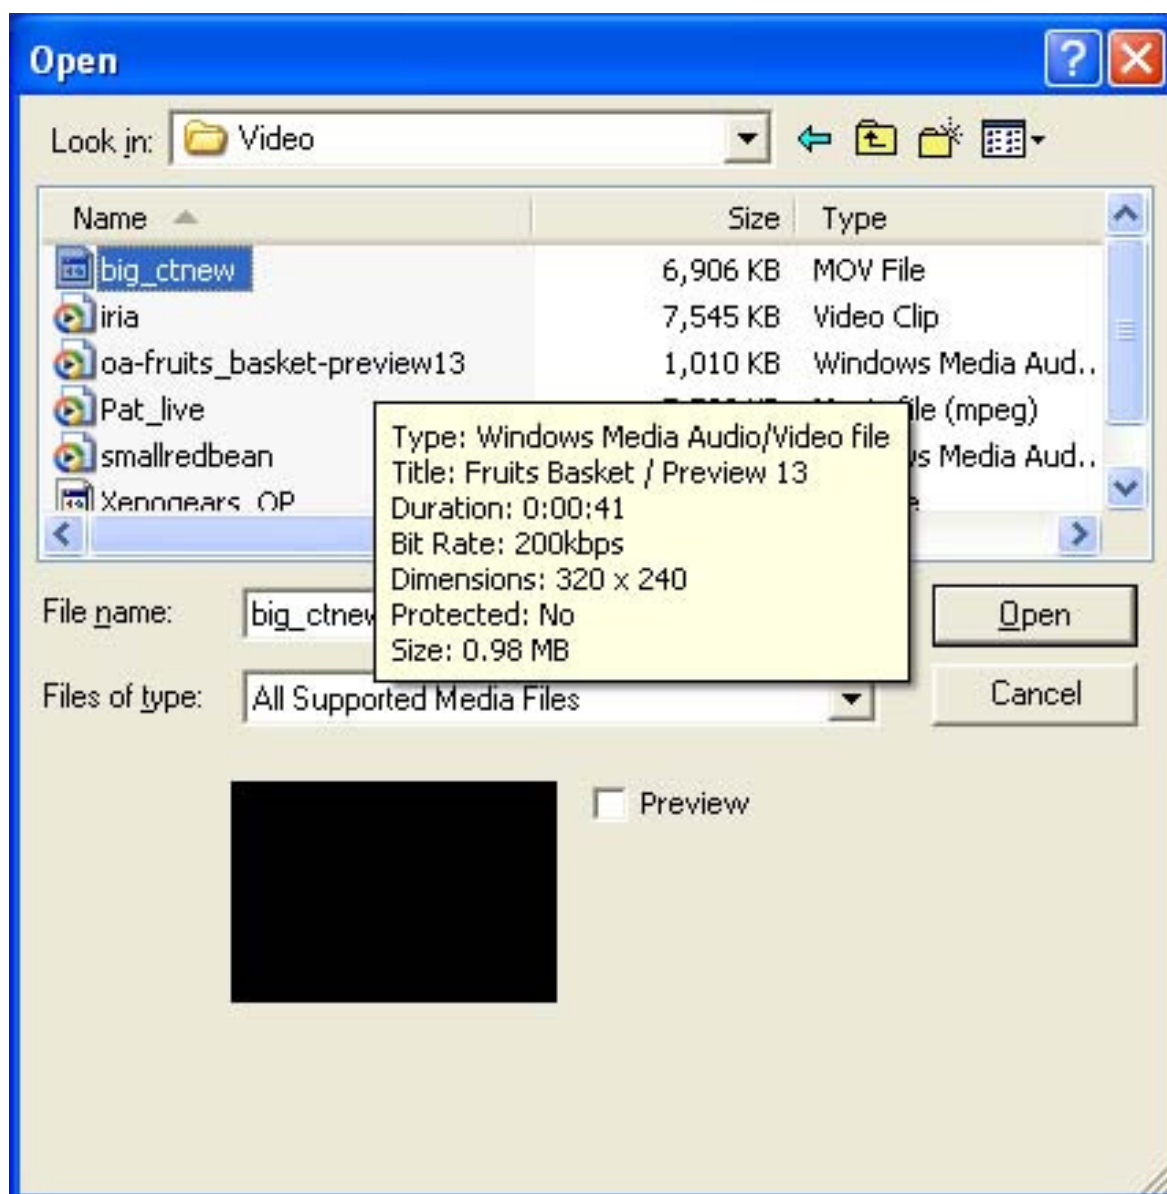 Open
Look in: Video
Name Size Type
big_ctnew 6,906 KB MOV File
iria 7,545 KB Video Clip
oa-fruits_basket-preview13 1,010 KB Windows Media Aud..
Pat_live file (mpeg)
smallredbean Media Aud..
Xenogears_OP
Type: Windows Media Audio/Video file
Title: Fruits Basket / Preview 13
Duration: 0:00:41
Bit Rate: 200kbps
Dimensions: 320 x 240
Protected: No
Size: 0.98 MB
File name: big_ctnew
Open
Files of type: All Supported Media Files
Cancel
Preview